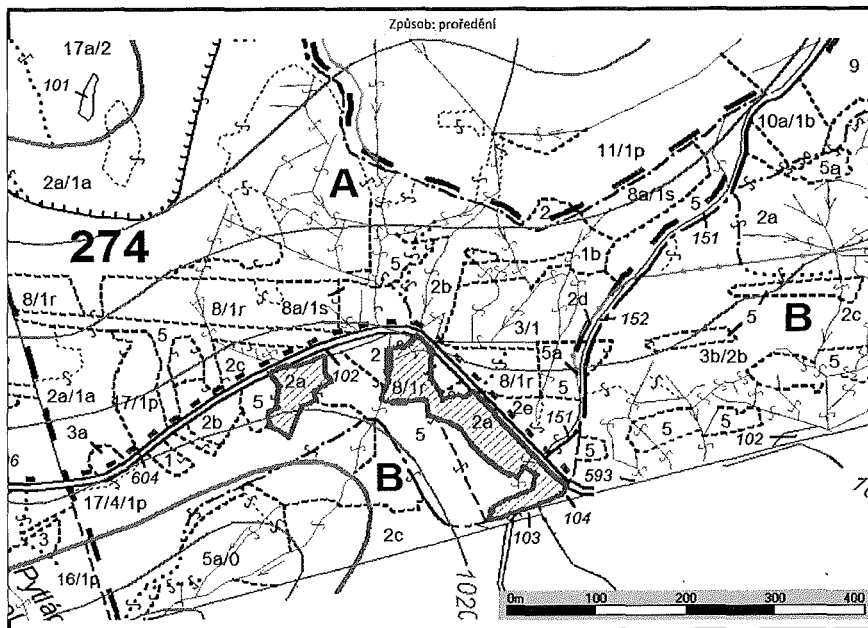 Způsob: proředění
17a/2
101
9
10a/1b
11/1p
5a
2a/1a
A
8a/1s
2
5
2a
151
274
5
1b
2b
2d
8/1r
8/1r
8a/1s
152
B
2c
3/1
5
5
3b/2b
2c
2
5a
2a
102
8/1r
8/1r
5
2a/1a
17/1p
5
2a
2e
151
2b
5
5
5
3a
102
1
604
B
5
593
17/4/1p
104
103
3
2c
5a/0
16/1p
1020
0m 100 200 300 400